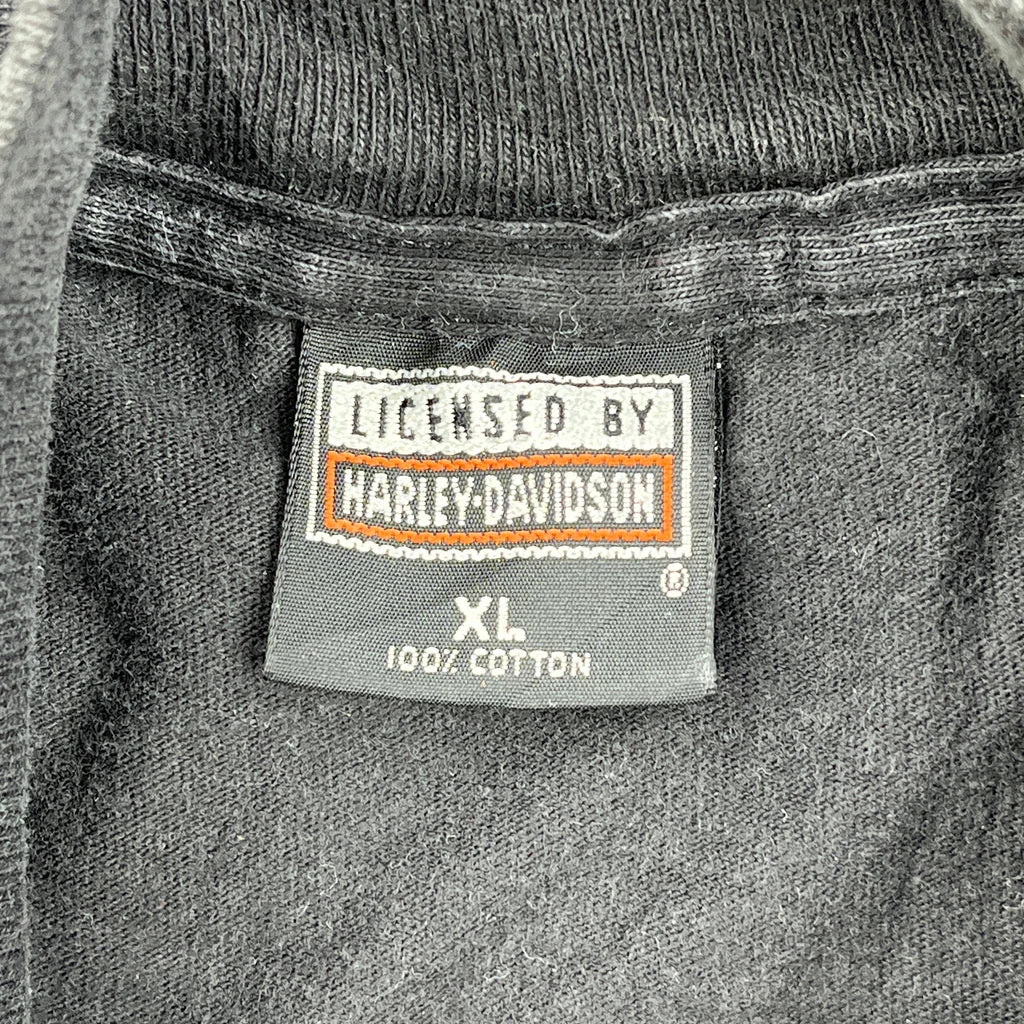 LICENSED BY
HARLEY-DAVIDSON
®
XL
100% COTTON